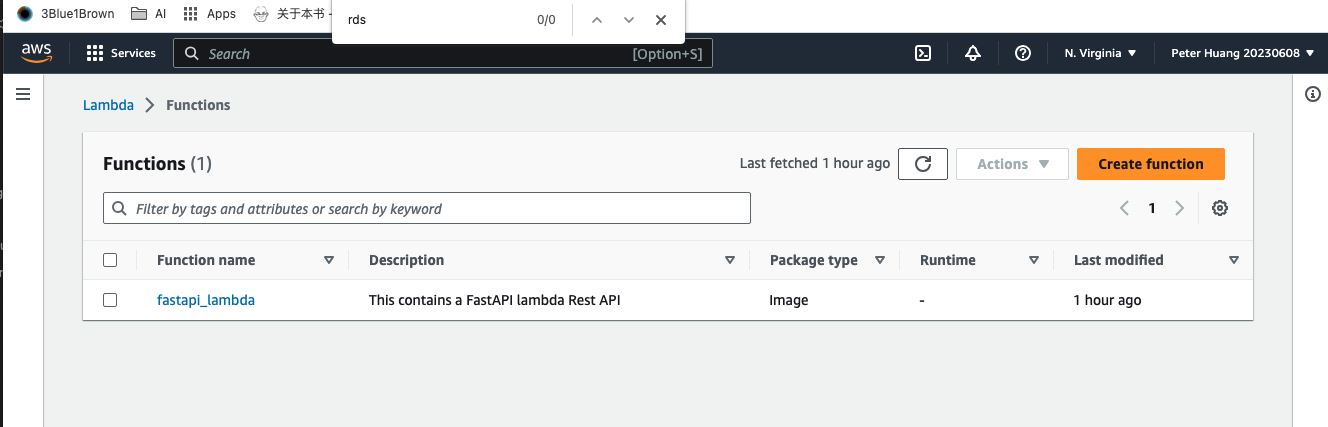 3Blue1Brown AI Apps 关于本书 -
rds 0/0
aws Services Search [Option+S] N. Virginia Peter Huang 20230608
Lambda Functions
Functions (1) Last fetched 1 hour ago Actions Create function
Filter by tags and attributes or search by keyword 1
Function name Description Package type Runtime Last modified
fastapi_lambda This contains a FastAPI lambda Rest API Image - 1 hour ago